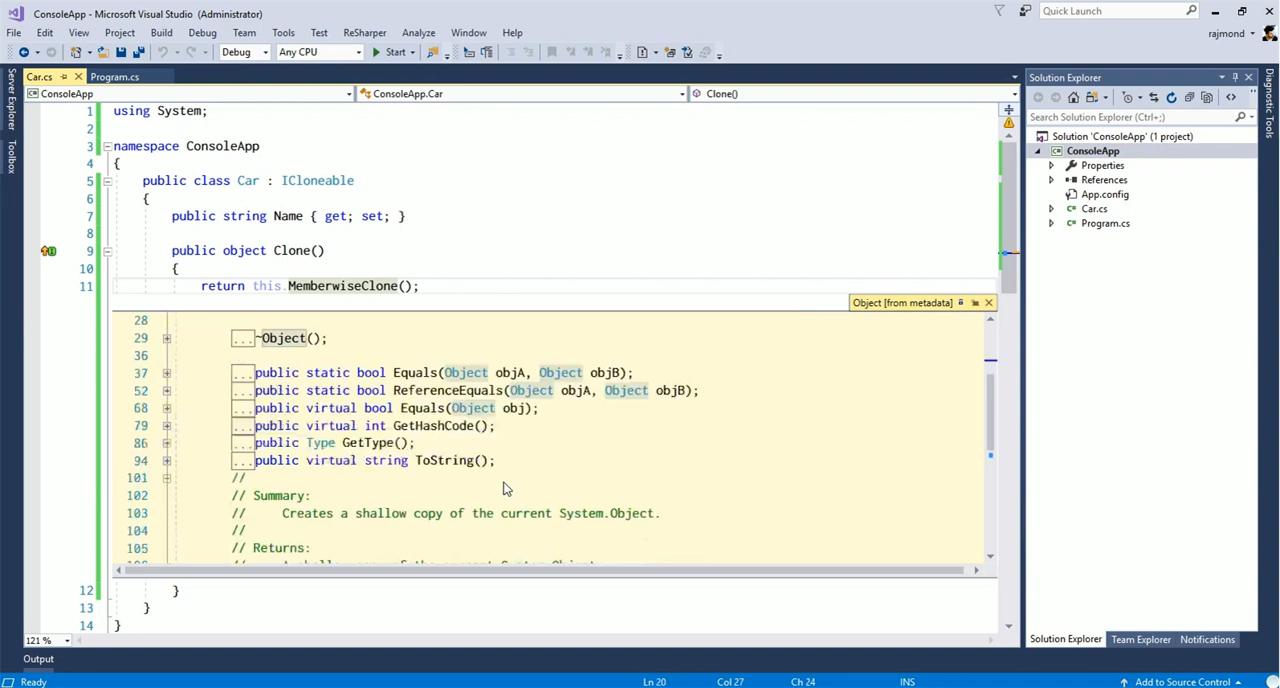 ConsoleApp - Microsoft Visual Studio (Administrator)
Quick Launch
File Edit View Project Build Debug Team Tools Test ReSharper Analyze Window Help
rajmond
Debug Any CPU Start
Server Explorer
Toolbox
Car.cs Program.cs
ConsoleApp ConsoleApp.Car Clone()
1 using System;
2
3 namespace ConsoleApp
4 {
5 public class Car : ICloneable
6 {
7 public string Name { get; set; }
8
9 public object Clone()
10 {
11 return this.MemberwiseClone();
Object [from metadata]
28
29 ... ~Object();
36
37 ... public static bool Equals(Object objA, Object objB);
52 ... public static bool ReferenceEquals(Object objA, Object objB);
68 ... public virtual bool Equals(Object obj);
79 ... public virtual int GetHashCode();
86 ... public Type GetType();
94 ... public virtual string ToString();
101 //
102 // Summary:
103 // Creates a shallow copy of the current System.Object.
104 //
105 // Returns:
12 }
13 }
14 }
121 %
Solution Explorer
Search Solution Explorer (Ctrl+;)
Solution 'ConsoleApp' (1 project)
ConsoleApp
Properties
References
App.config
Car.cs
Program.cs
Solution Explorer Team Explorer Notifications
Diagnostic Tools
Output
Ready Ln 20 Col 27 Ch 24 INS Add to Source Control